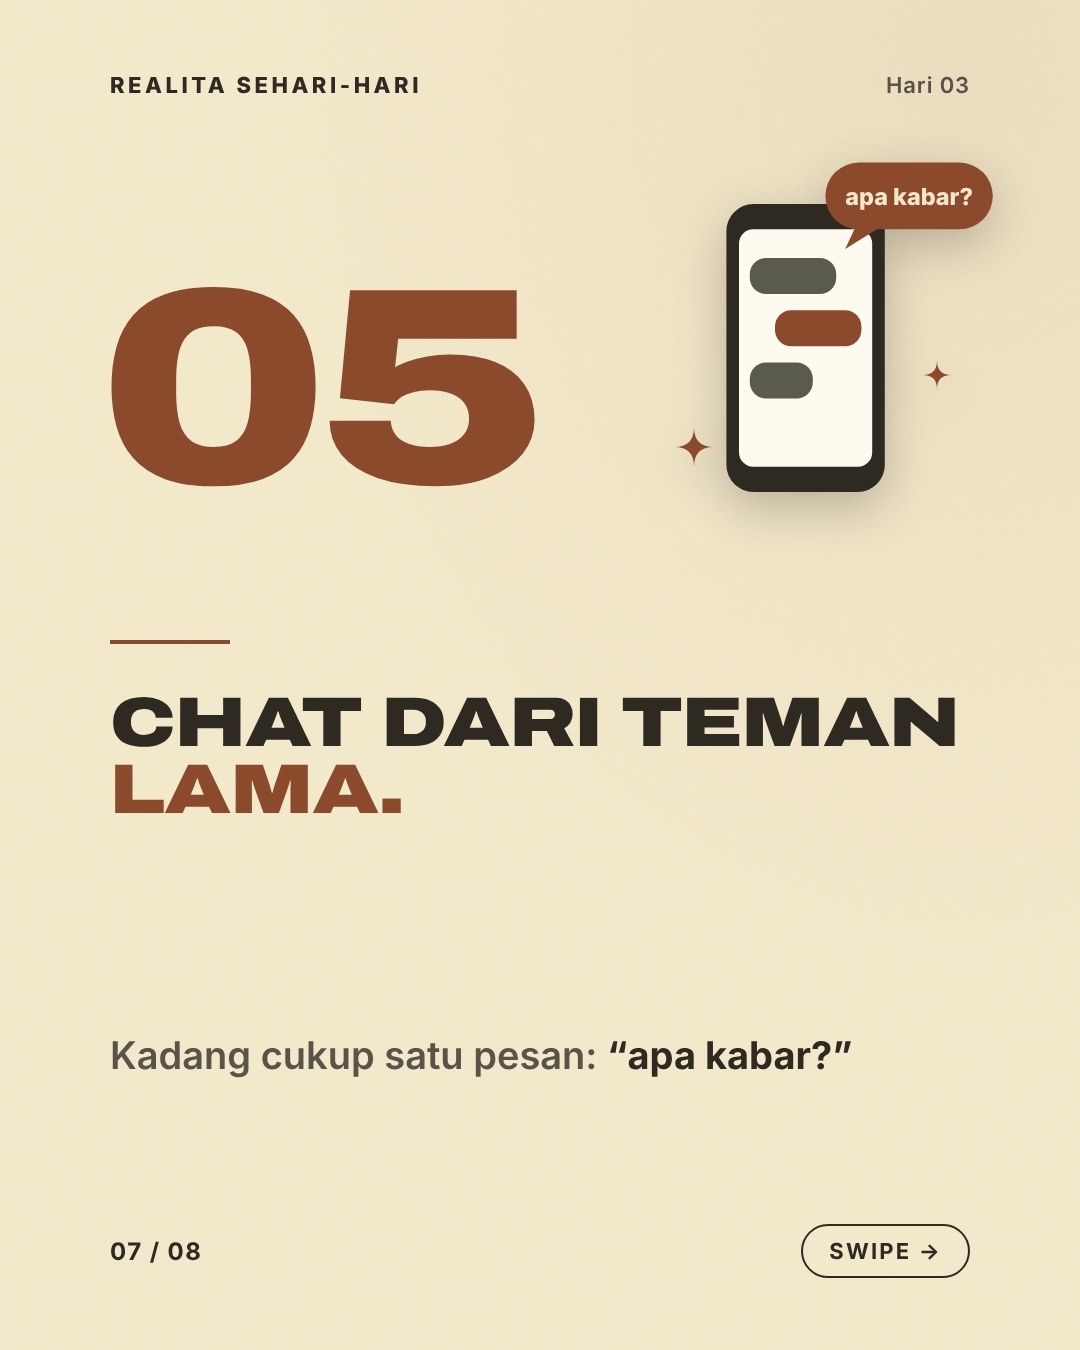 REALITA SEHARI-HARI
Hari 03
apa kabar?
05
CHAT DARI TEMAN
LAMA.
Kadang cukup satu pesan: “apa kabar?”
07 / 08
SWIPE →